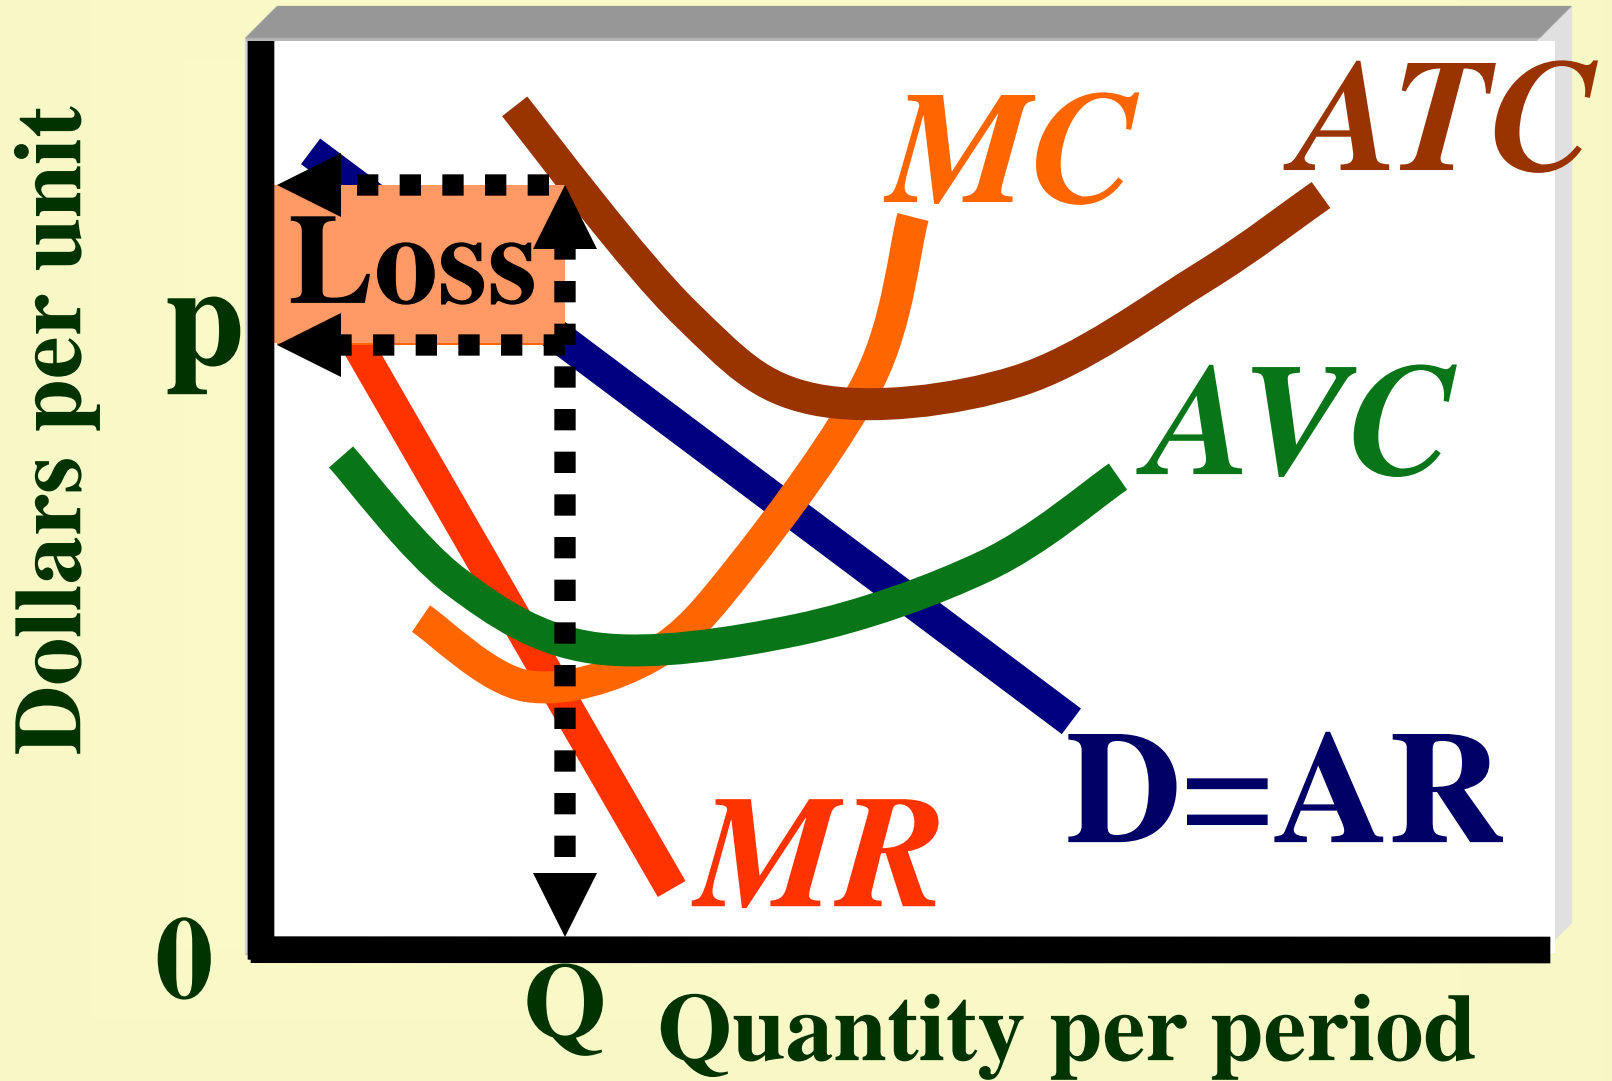 ATC
MC
Loss
p
Dollars per unit
AVC
D=AR
MR
0
Q
Quantity per period